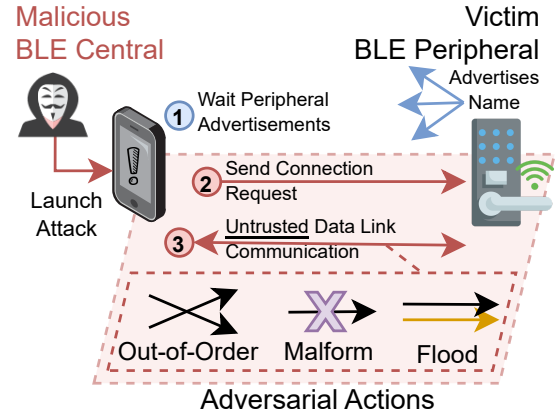 Malicious
BLE Central
Victim
BLE Peripheral
Advertises
Name
1
Wait Peripheral
Advertisements
!
Launch
Attack
2
Send Connection
Request
3
Untrusted Data Link
Communication
Out-of-Order
Malform
Flood
Adversarial Actions